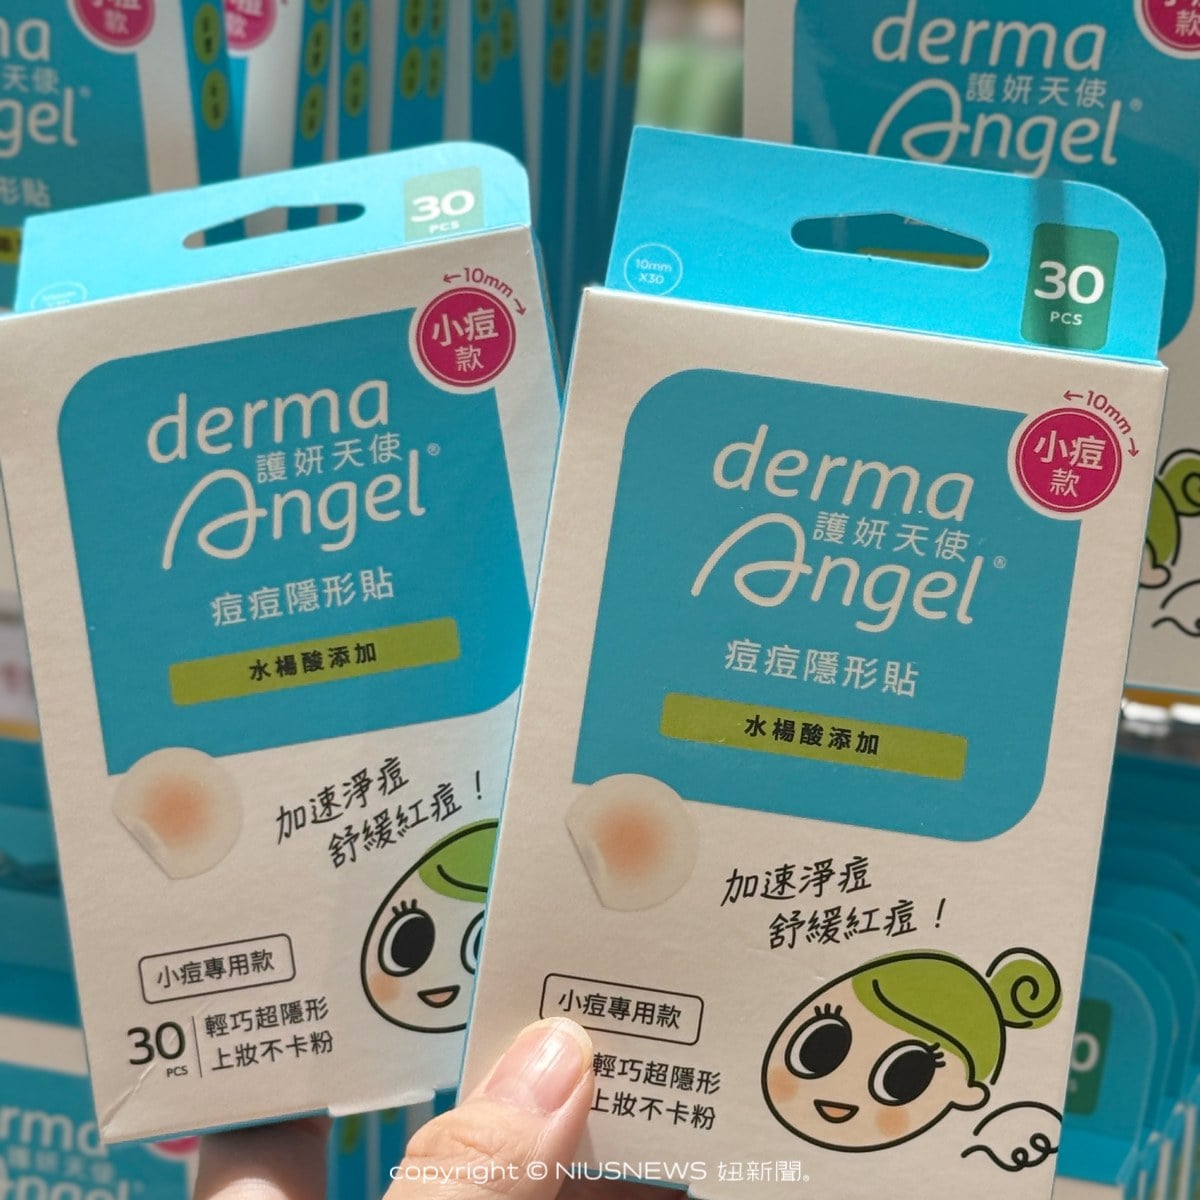 derma
護妍天使
Angel®
30
PCS
←10mm→
小痘
款
derma
護妍天使
Angel®
痘痘隱形貼
水楊酸添加
加速淨痘
舒緩紅痘！
小痘專用款
30
PCS
輕巧超隱形
上妝不卡粉
10mm
X30
30
PCS
←10mm→
小痘
款
derma
護妍天使
Angel®
痘痘隱形貼
水楊酸添加
加速淨痘
舒緩紅痘！
小痘專用款
輕巧超隱形
上妝不卡粉
copyright © NIUSNEWS 妞新聞.